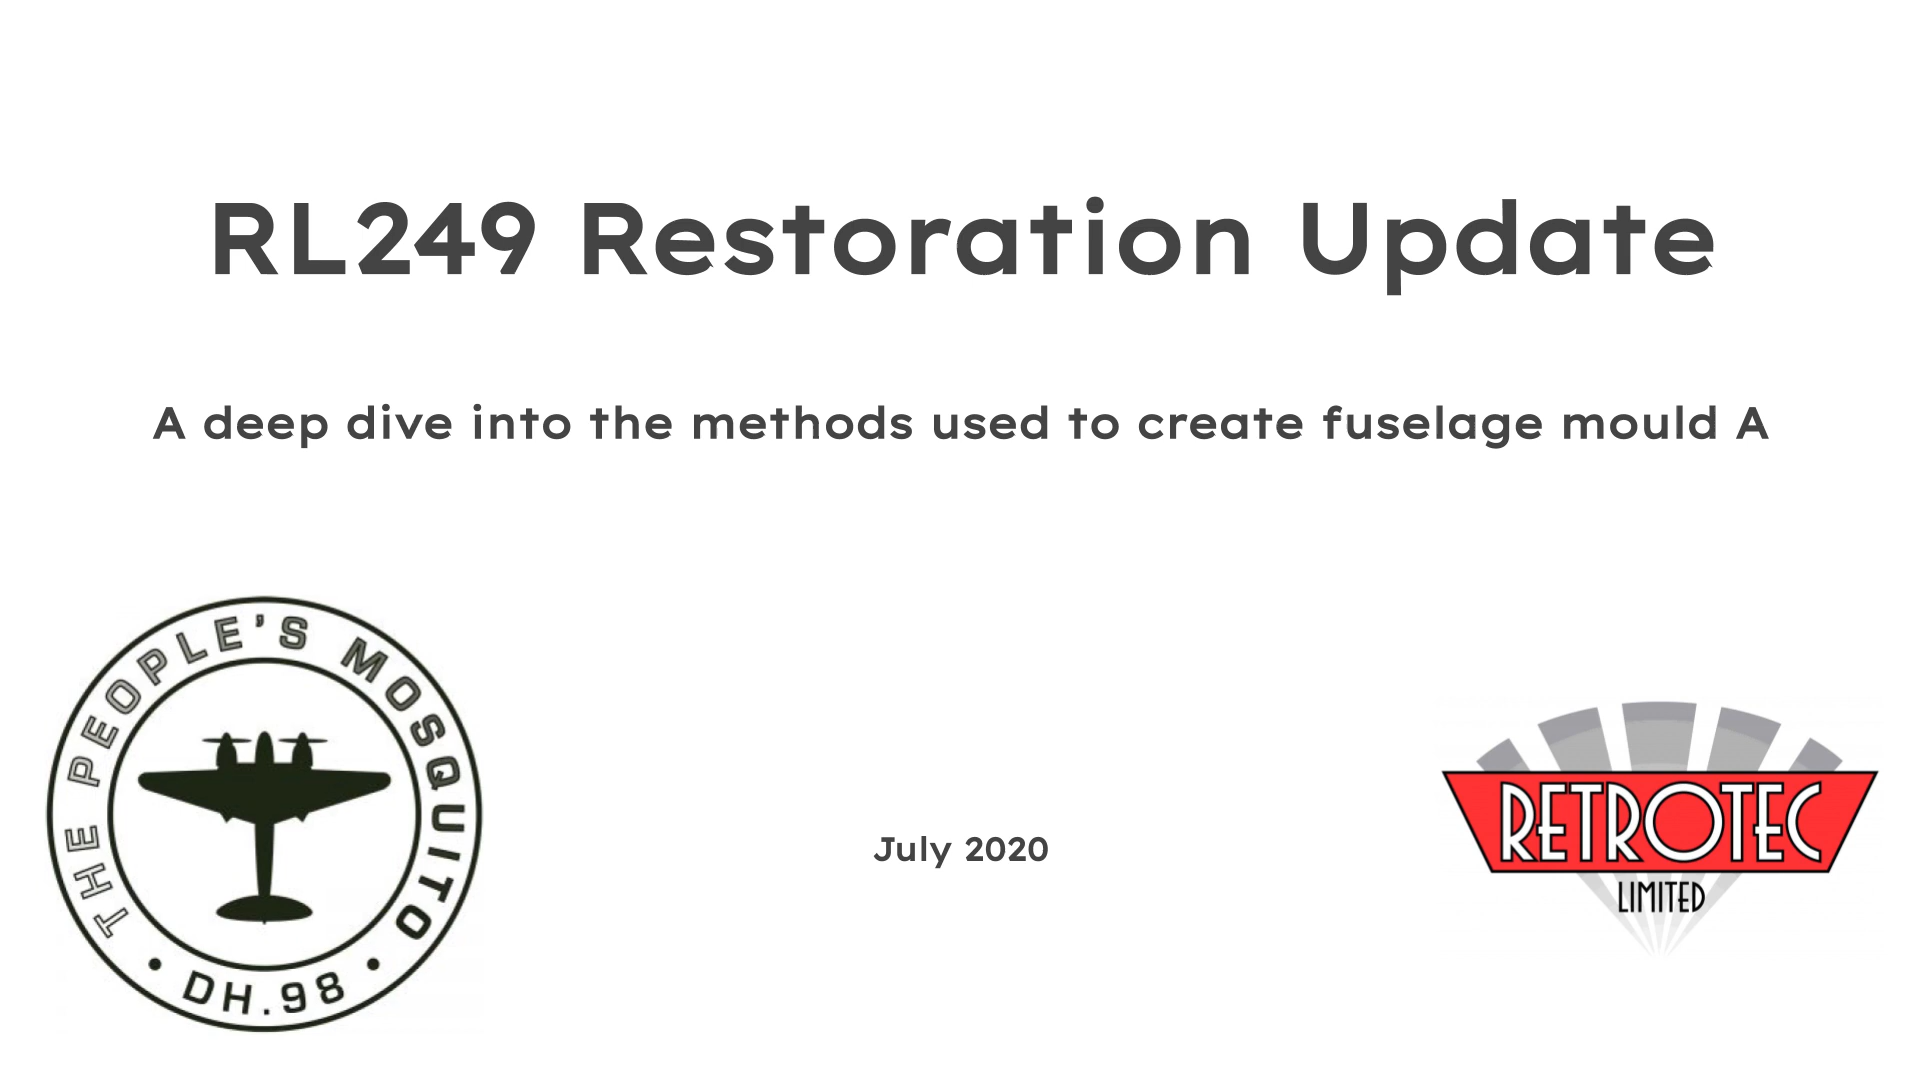 RL249 Restoration Update
A deep dive into the methods used to create fuselage mould A
THE PEOPLE'S MOSQUITO
• DH.98 •
July 2020
RETROTEC
LIMITED